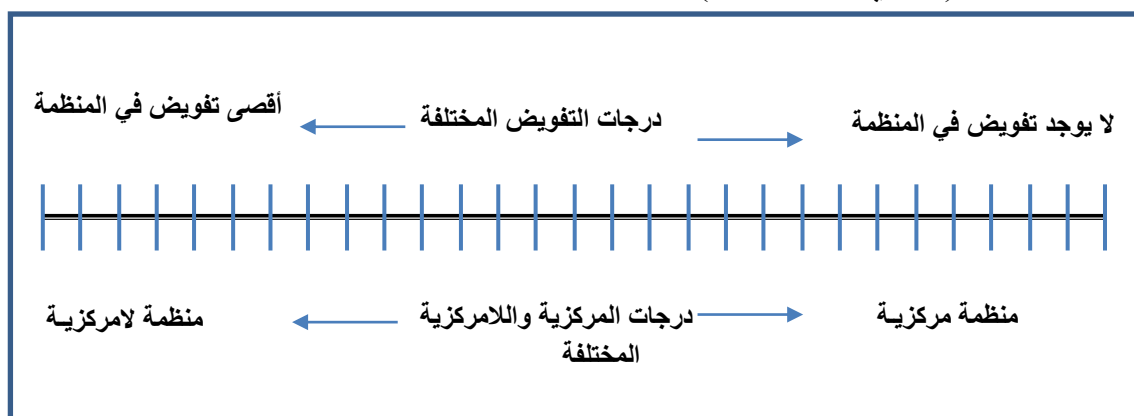 لا يوجد تفويض في المنظمة
درجات التفويض المختلفة
أقصى تفويض في المنظمة
منظمة مركزيـة
درجات المركزية واللامركزية
المختلفة
منظمة لامركزيـة